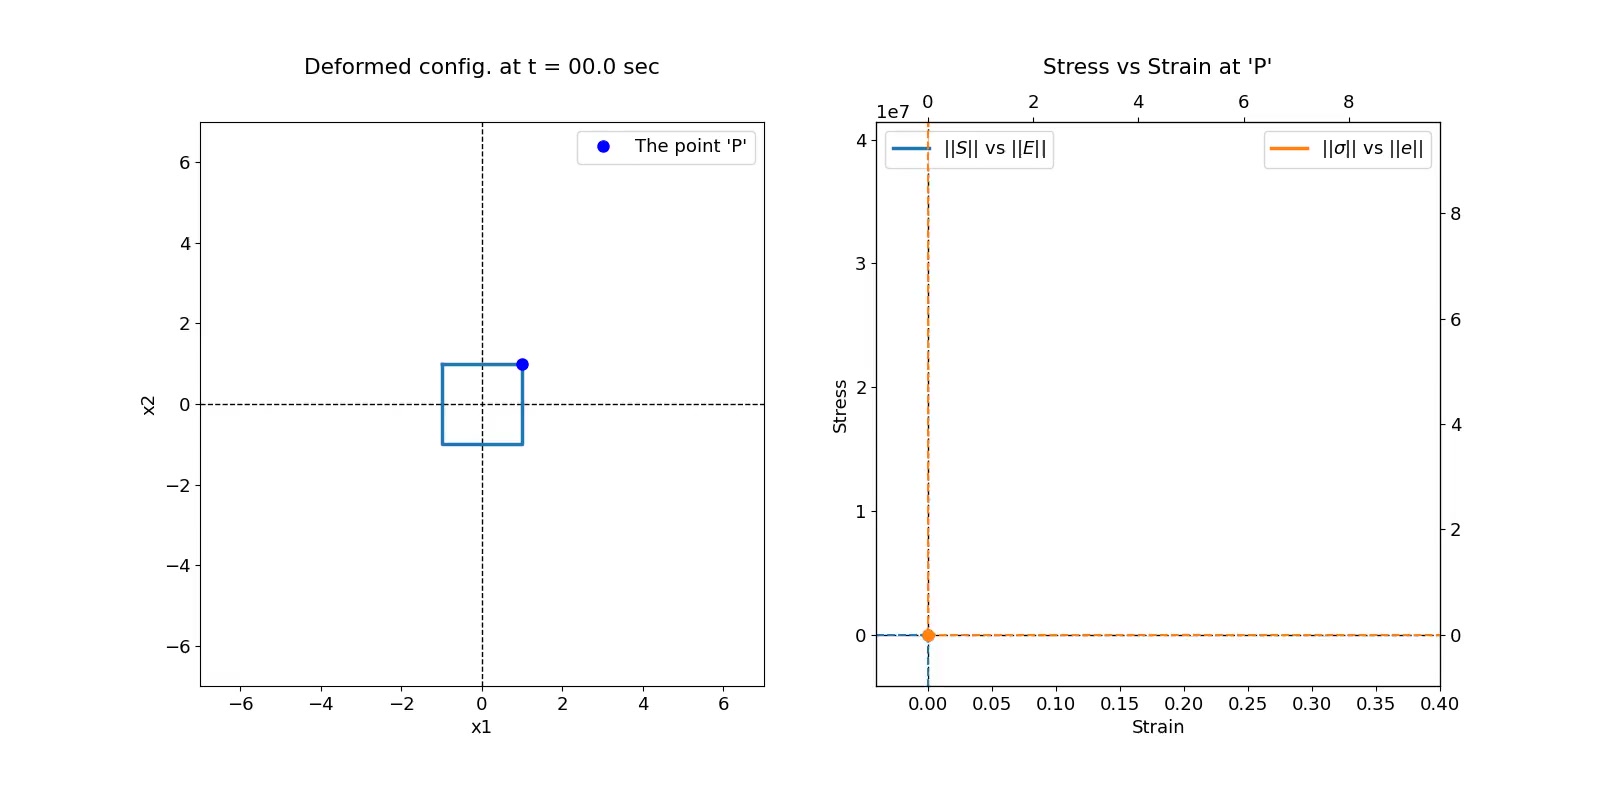 Deformed config. at t = 00.0 sec
The point 'P'
6
4
2
0
−2
−4
−6
x2
−6 −4 −2 0 2 4 6
x1
Stress vs Strain at 'P'
0 2 4 6 8
1e7
||S|| vs ||E||
||σ|| vs ||e||
4
3
2
1
0
Stress
8
6
4
2
0
0.00 0.05 0.10 0.15 0.20 0.25 0.30 0.35 0.40
Strain